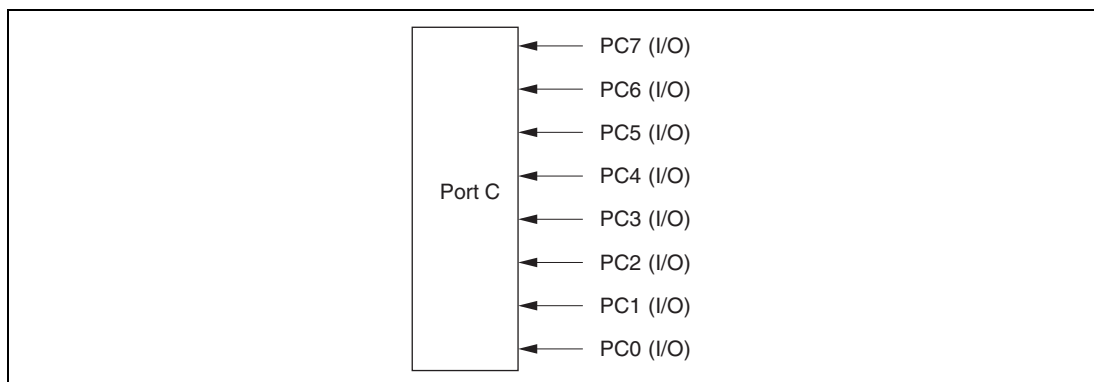 PC7 (I/O)
PC6 (I/O)
PC5 (I/O)
PC4 (I/O)
Port C
PC3 (I/O)
PC2 (I/O)
PC1 (I/O)
PC0 (I/O)